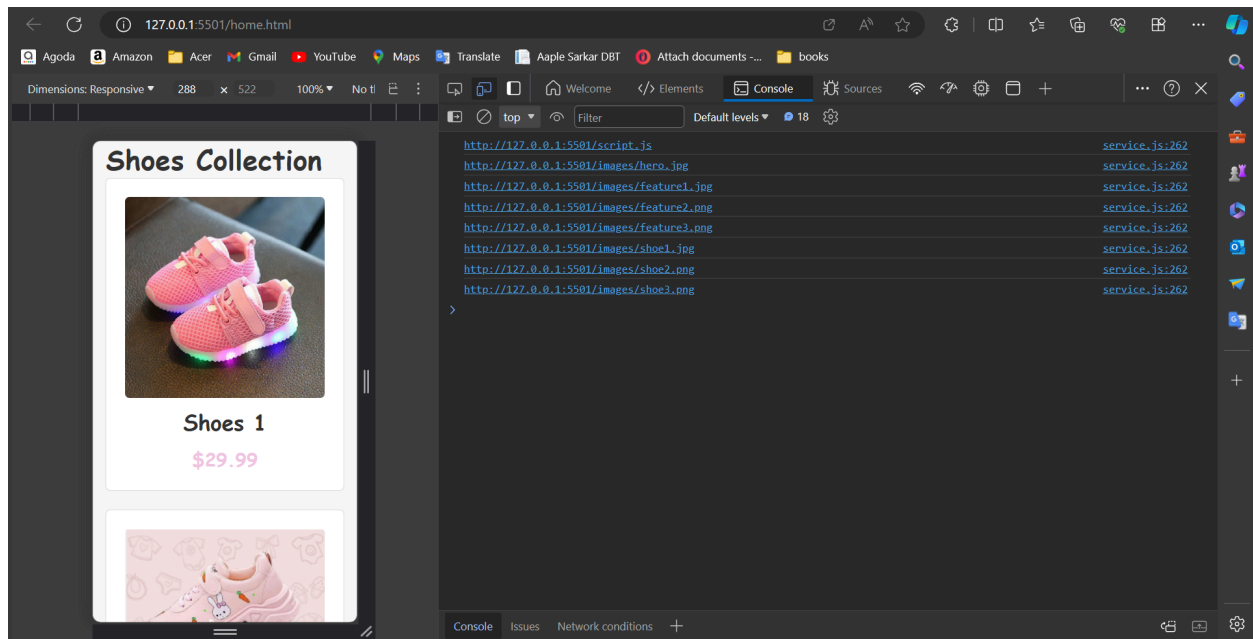 127.0.0.1:5501/home.html
Agoda Amazon Acer Gmail YouTube Maps Translate Aaple Sarkar DBT Attach documents -... books
Dimensions: Responsive 288 x 522 100% No tl
Welcome Elements Console Sources
top Filter Default levels 18
Shoes Collection
Shoes 1
$29.99
http://127.0.0.1:5501/script.js service.js:262
http://127.0.0.1:5501/images/hero.jpg service.js:262
http://127.0.0.1:5501/images/feature1.jpg service.js:262
http://127.0.0.1:5501/images/feature2.png service.js:262
http://127.0.0.1:5501/images/feature3.png service.js:262
http://127.0.0.1:5501/images/shoe1.jpg service.js:262
http://127.0.0.1:5501/images/shoe2.png service.js:262
http://127.0.0.1:5501/images/shoe3.png service.js:262
Console Issues Network conditions